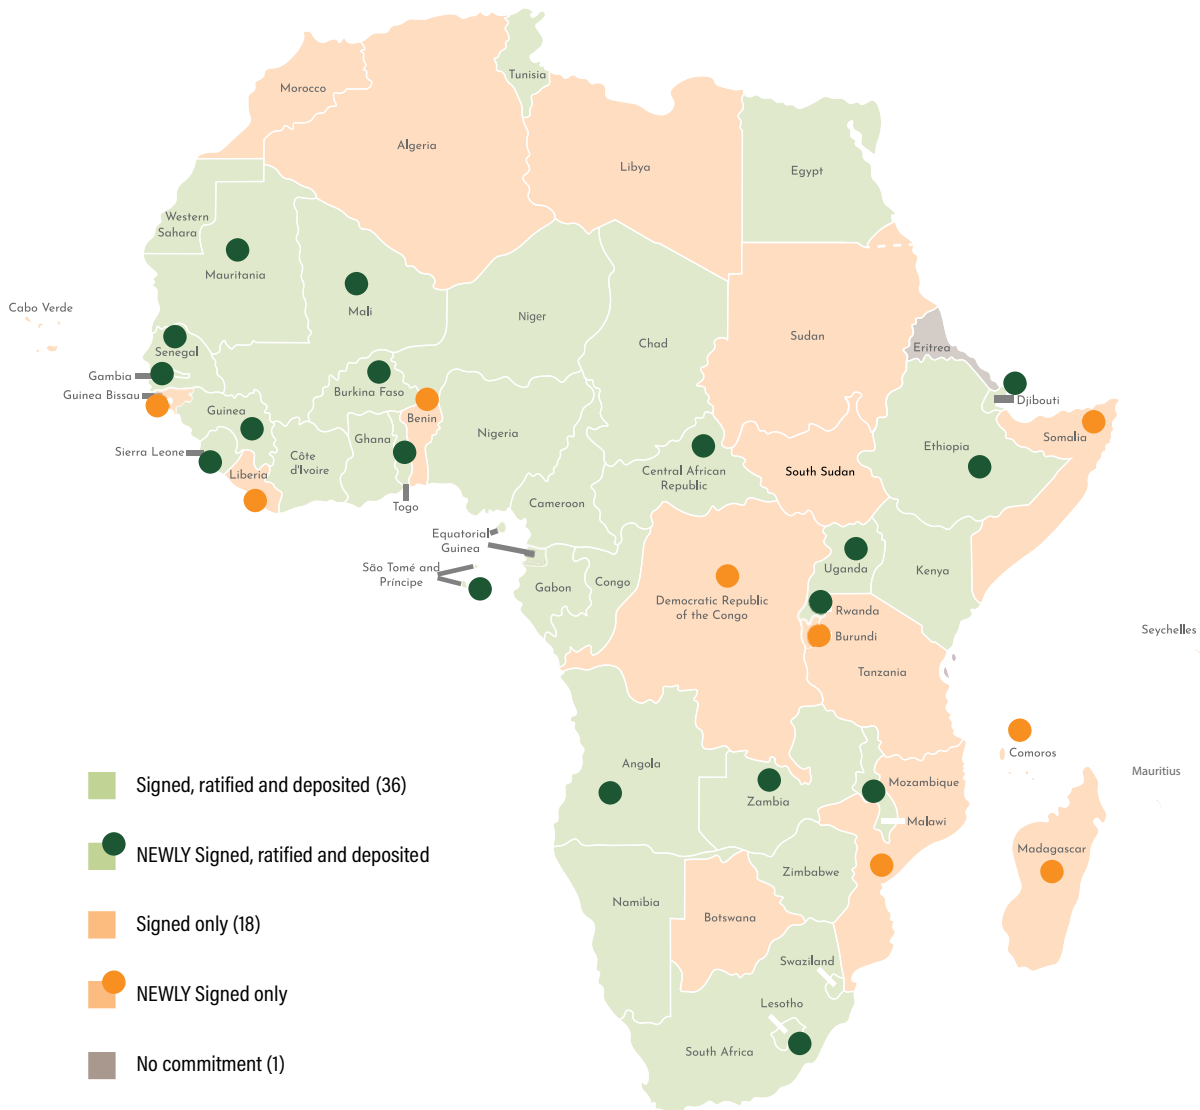 Tunisia
Morocco
Algeria
Libya
Egypt
Western
Sahara
Mauritania
Mali
Niger
Chad
Sudan
Eritrea
Cabo Verde
Senegal
Gambia
Guinea Bissau
Guinea
Sierra Leone
Liberia
Côte
d'Ivoire
Burkina Faso
Ghana
Benin
Togo
Nigeria
Cameroon
Central African
Republic
South Sudan
Ethiopia
Djibouti
Somalia
Equatorial
Guinea
São Tomé and
Príncipe
Gabon
Congo
Democratic Republic
of the Congo
Uganda
Kenya
Rwanda
Burundi
Tanzania
Seychelles
Comoros
Mauritius
Angola
Zambia
Mozambique
Malawi
Madagascar
Zimbabwe
Namibia
Botswana
Swaziland
Lesotho
South Africa
Signed, ratified and deposited (36)
NEWLY Signed, ratified and deposited
Signed only (18)
NEWLY Signed only
No commitment (1)